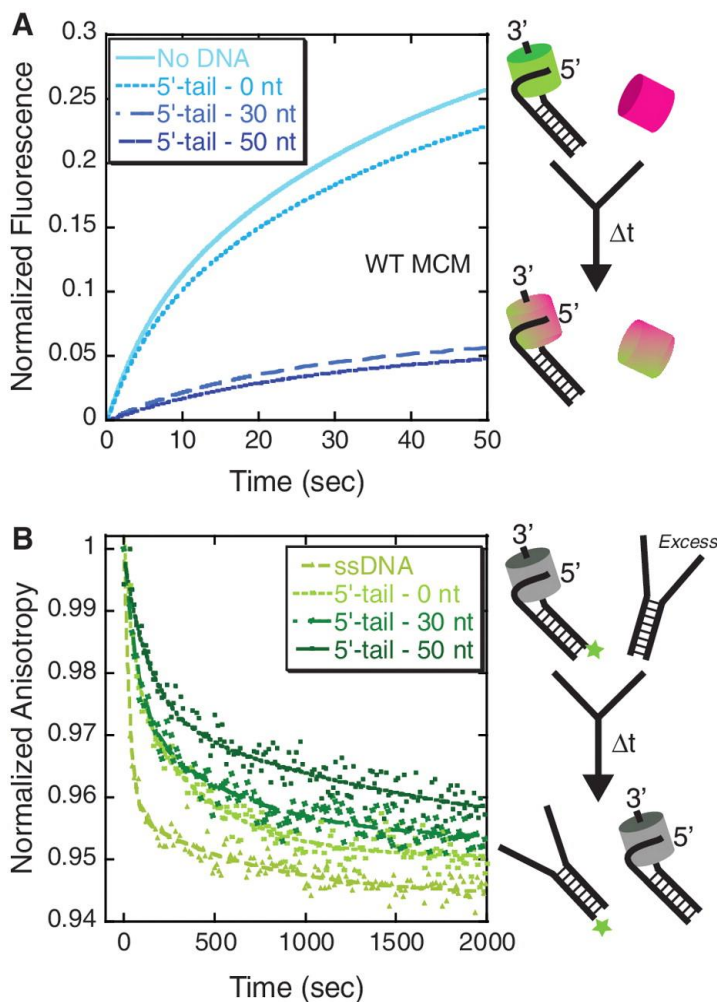 A
Normalized Fluorescence
0.3
0.25
0.2
0.15
0.1
0.05
0
No DNA
5'-tail - 0 nt
5'-tail - 30 nt
5'-tail - 50 nt
WT MCM
0 10 20 30 40 50
Time (sec)
3’
5’
Δt
3’
5’
B
Normalized Anisotropy
1
0.99
0.98
0.97
0.96
0.95
0.94
ssDNA
5'-tail - 0 nt
5'-tail - 30 nt
5'-tail - 50 nt
0 500 1000 1500 2000
Time (sec)
3’
5’
Excess
Δt
3’
5’